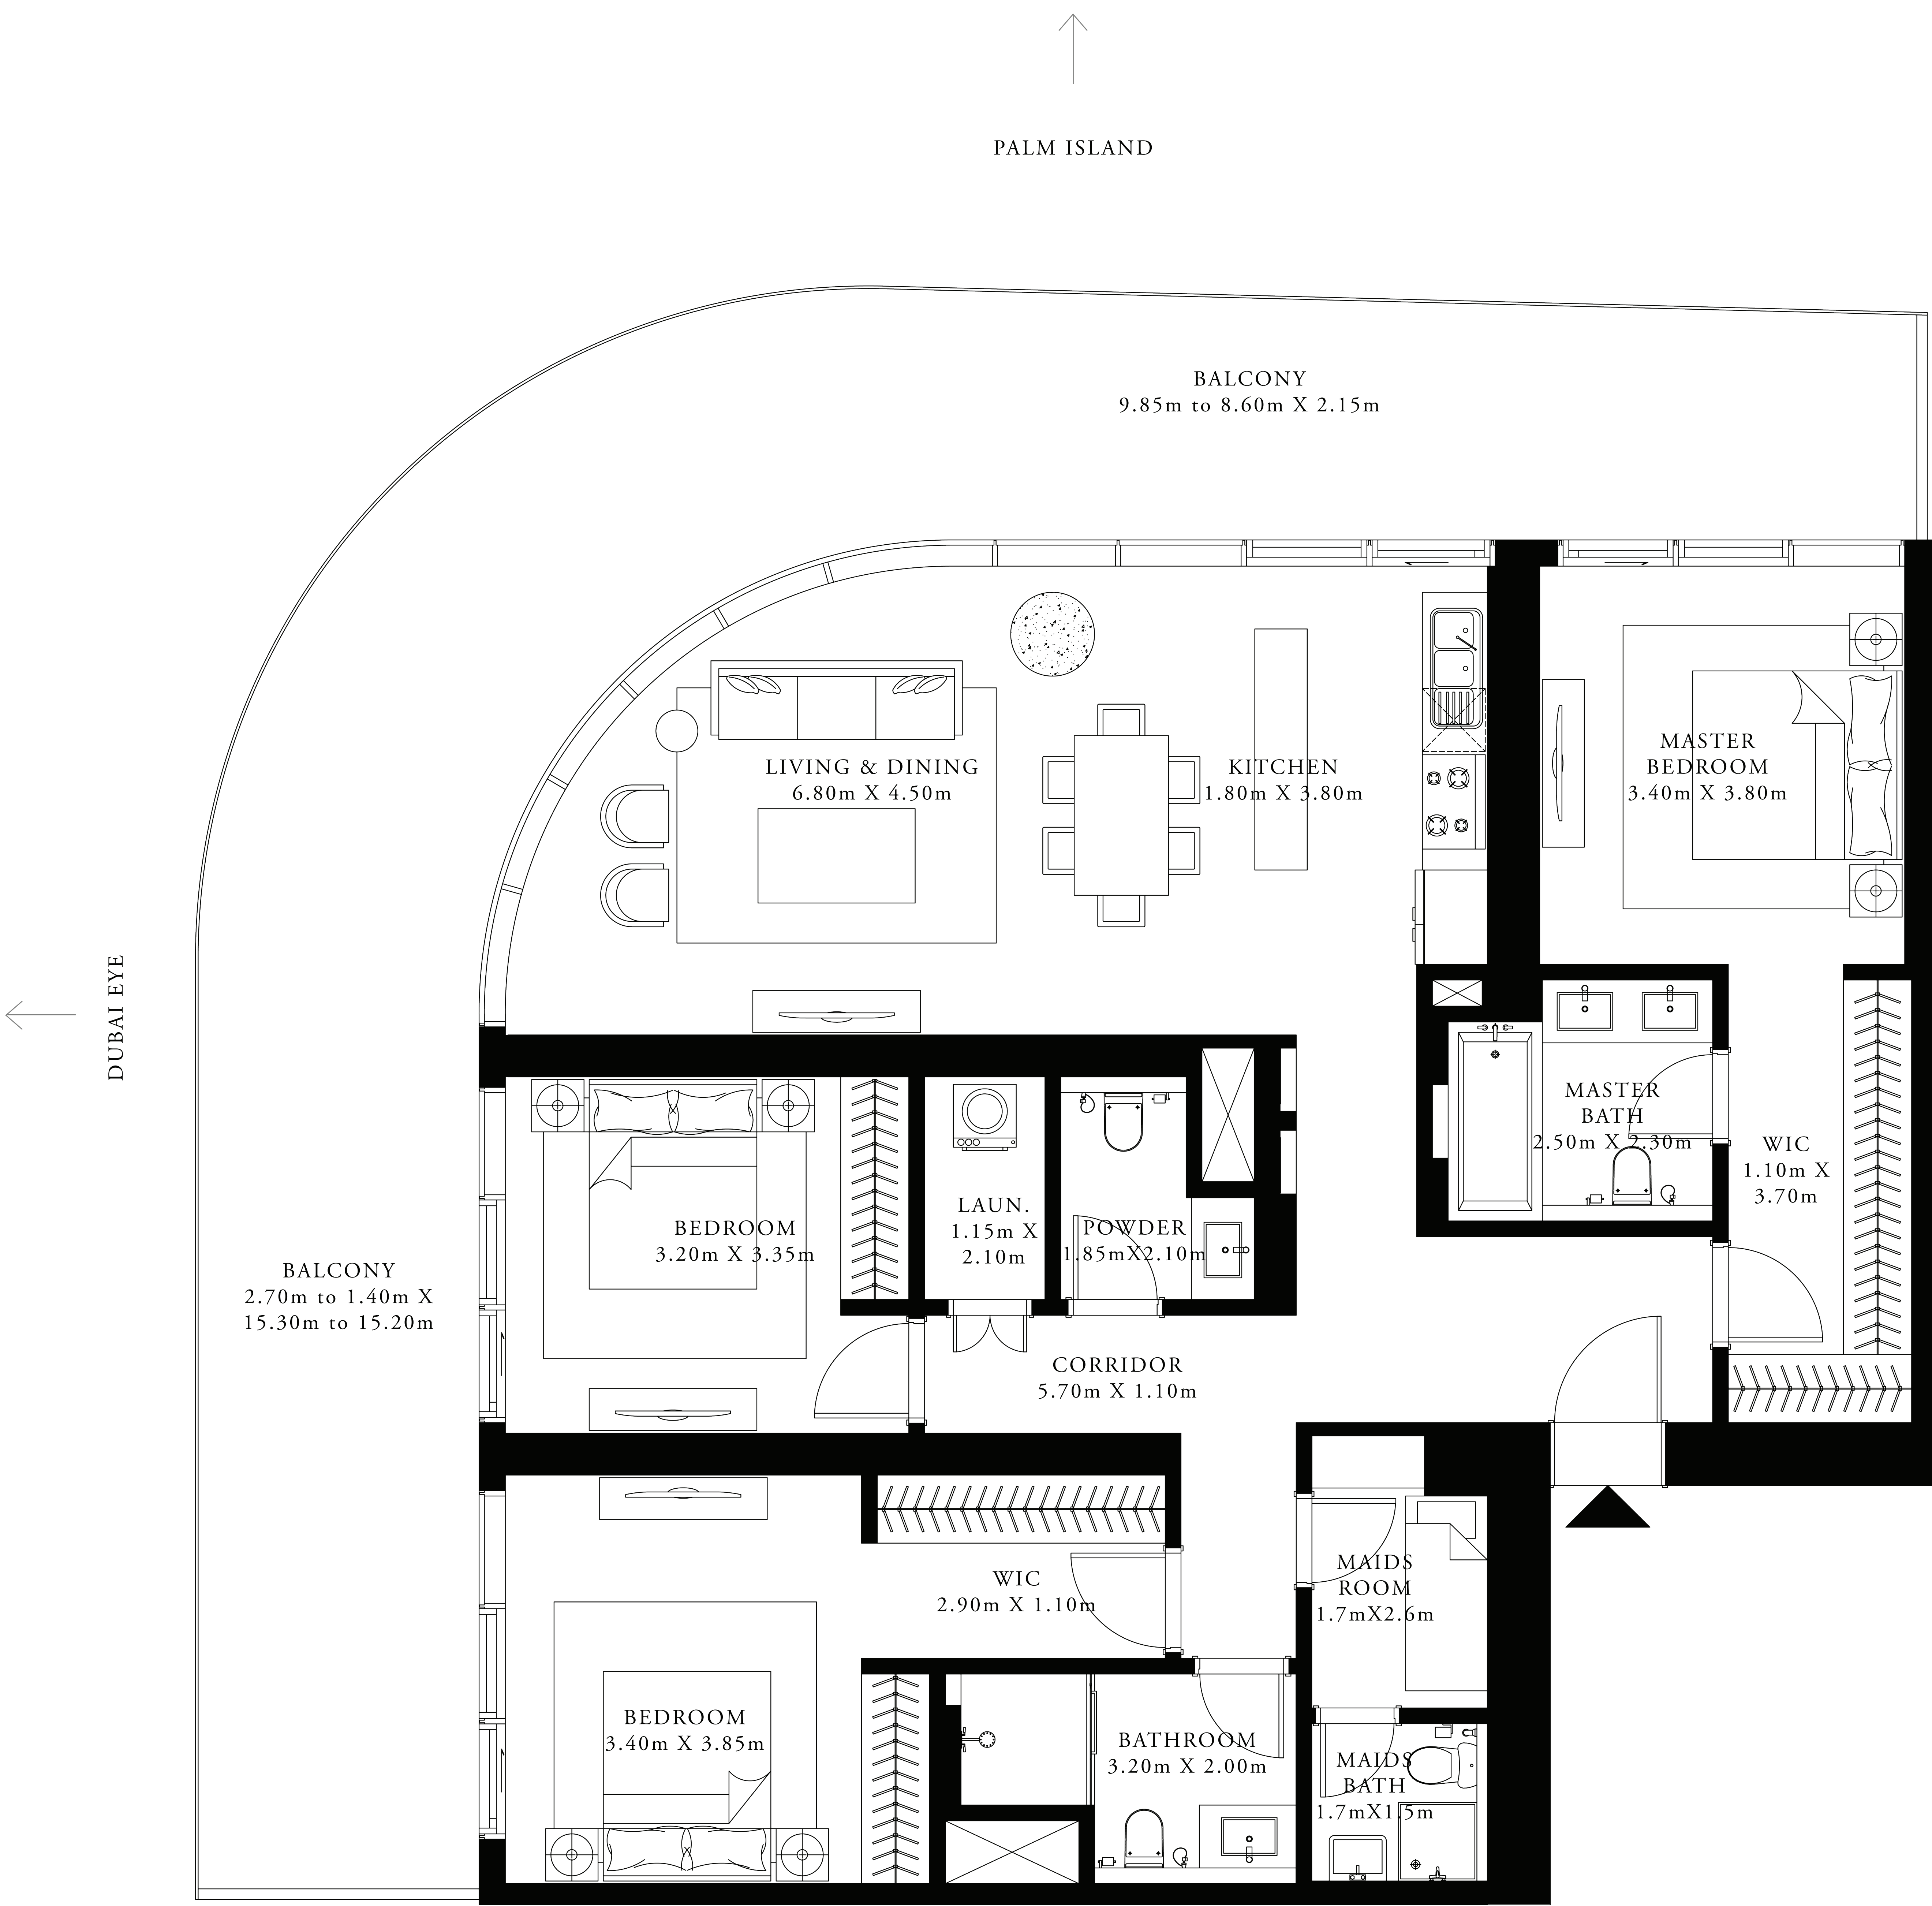 PALM ISLAND
BALCONY
9.85m to 8.60m X 2.15m
LIVING & DINING
6.80m X 4.50m
KITCHEN
1.80m X 3.80m
MASTER
BEDROOM
3.40m X 3.80m
DUBAI EYE
MASTER
BATH
2.50m X 2.30m
WIC
1.10m X
3.70m
BEDROOM
3.20m X 3.35m
LAUN.
1.15m X
2.10m
POWDER
1.85mX2.10m
BALCONY
2.70m to 1.40m X
15.30m to 15.20m
CORRIDOR
5.70m X 1.10m
WIC
2.90m X 1.10m
MAIDS
ROOM
1.7mX2.6m
BEDROOM
3.40m X 3.85m
BATHROOM
3.20m X 2.00m
MAIDS
BATH
1.7mX1.5m